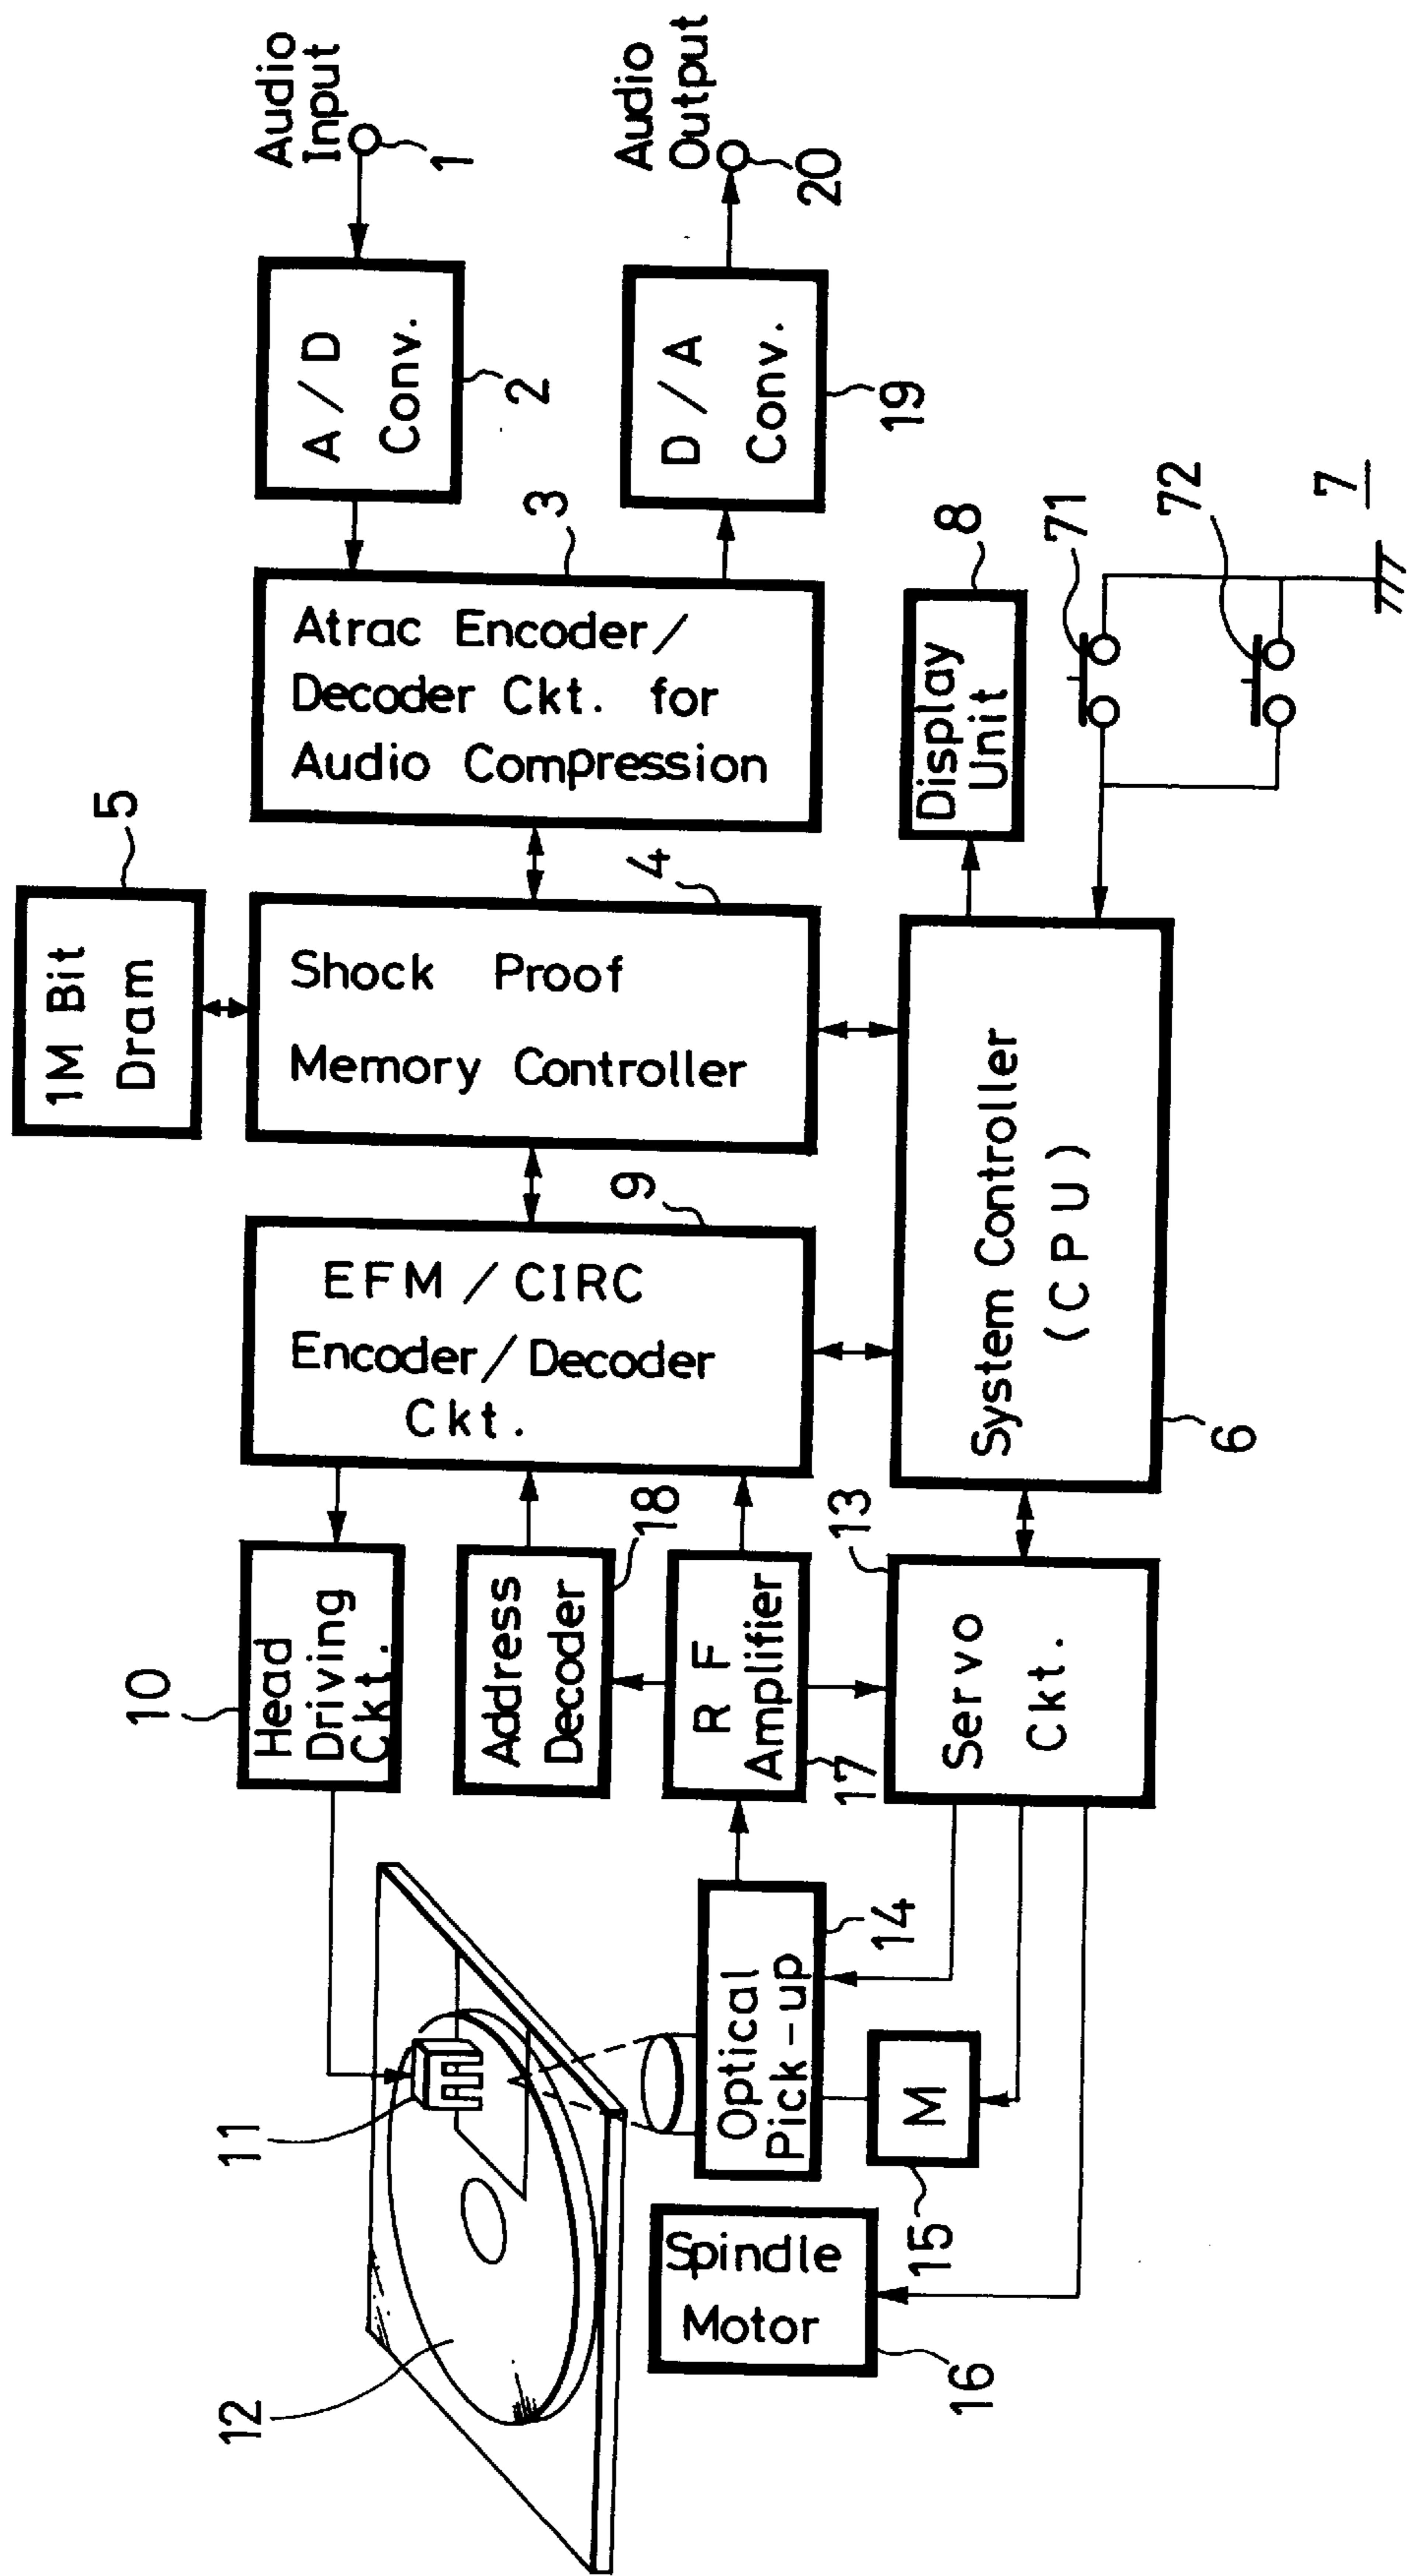 Audio
Input
1
Audio
Output
20
A/D
Conv.
2
D/A
Conv.
19
3
Atrac Encoder/
Decoder Ckt. for
Audio Compression
5
1M Bit
Dram
4
Shock Proof
Memory Controller
8
Display
Unit
71
72
7
9
EFM/CIRC
Encoder/Decoder
Ckt.
System Controller
(CPU)
6
10
Head
Driving
Ckt.
18
Address
Decoder
RF
Amplifier
17
13
Servo
Ckt.
11
12
Optical
Pick-up
14
M
15
Spindle
Motor
16